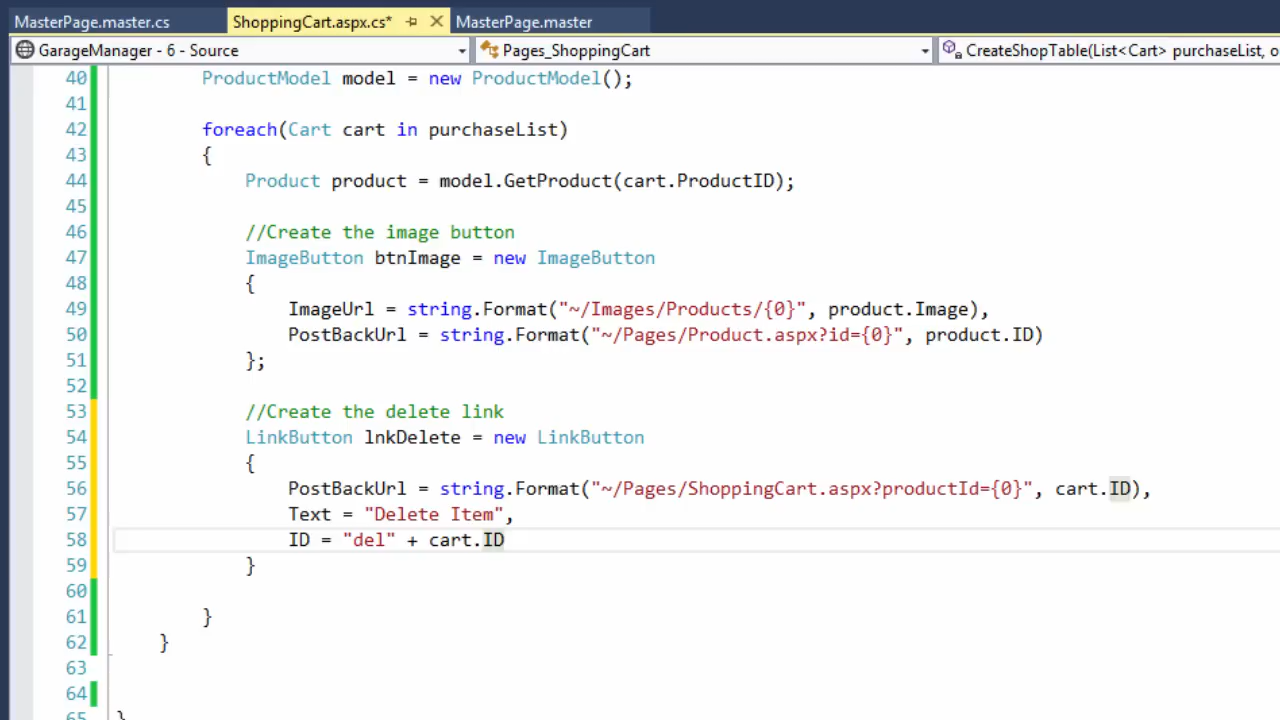 MasterPage.master.cs ShoppingCart.aspx.cs* MasterPage.master
GarageManager - 6 - Source Pages_ShoppingCart CreateShopTable(List<Cart> purchaseList, o
40 ProductModel model = new ProductModel();
41
42 foreach(Cart cart in purchaseList)
43 {
44 Product product = model.GetProduct(cart.ProductID);
45
46 //Create the image button
47 ImageButton btnImage = new ImageButton
48 {
49 ImageUrl = string.Format("~/Images/Products/{0}", product.Image),
50 PostBackUrl = string.Format("~/Pages/Product.aspx?id={0}", product.ID)
51 };
52
53 //Create the delete link
54 LinkButton lnkDelete = new LinkButton
55 {
56 PostBackUrl = string.Format("~/Pages/ShoppingCart.aspx?productId={0}", cart.ID),
57 Text = "Delete Item",
58 ID = "del" + cart.ID
59 }
60
61 }
62 }
63
64
65 }